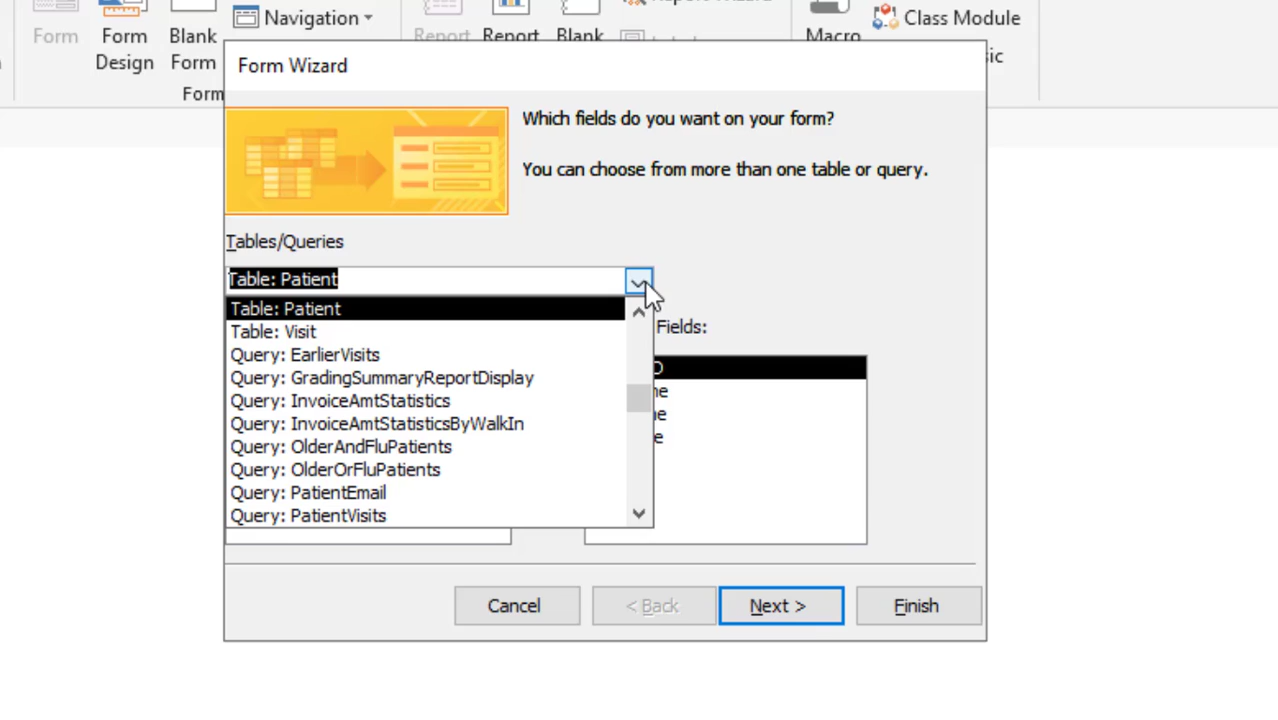 Navigation
Class Module
Form
Form
Design
Blank
Form
Report
Report
Blank
Macro
Form Wizard
Which fields do you want on your form?
You can choose from more than one table or query.
Tables/Queries
Table: Patient
Table: Patient
Table: Visit
Query: EarlierVisits
Query: GradingSummaryReportDisplay
Query: InvoiceAmtStatistics
Query: InvoiceAmtStatisticsByWalkIn
Query: OlderAndFluPatients
Query: OlderOrFluPatients
Query: PatientEmail
Query: PatientVisits
Fields:
Cancel
< Back
Next >
Finish